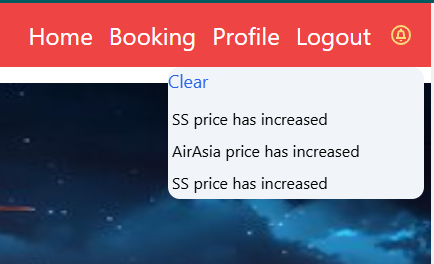 Home Booking Profile Logout
Clear
SS price has increased
AirAsia price has increased
SS price has increased